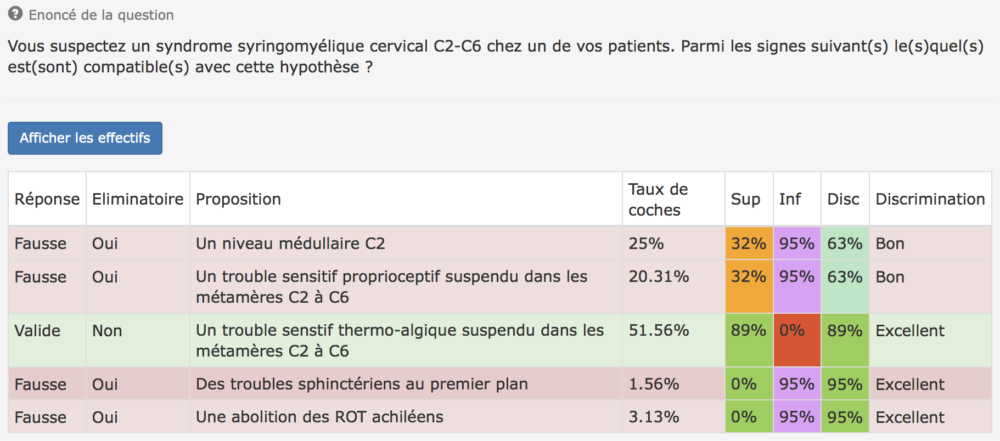 Enoncé de la question
Vous suspectez un syndrome syringomyélique cervical C2-C6 chez un de vos patients. Parmi les signes suivant(s) le(s)quel(s)
est(sont) compatible(s) avec cette hypothèse ?
Afficher les effectifs
Réponse Eliminatoire Proposition Taux de coches Sup Inf Disc Discrimination
Fausse Oui Un niveau médullaire C2 25% 32% 95% 63% Bon
Fausse Oui Un trouble sensitif proprioceptif suspendu dans les métamères C2 à C6 20.31% 32% 95% 63% Bon
Valide Non Un trouble senstif thermo-algique suspendu dans les métamères C2 à C6 51.56% 89% 0% 89% Excellent
Fausse Oui Des troubles sphinctériens au premier plan 1.56% 0% 95% 95% Excellent
Fausse Oui Une abolition des ROT achiléens 3.13% 0% 95% 95% Excellent